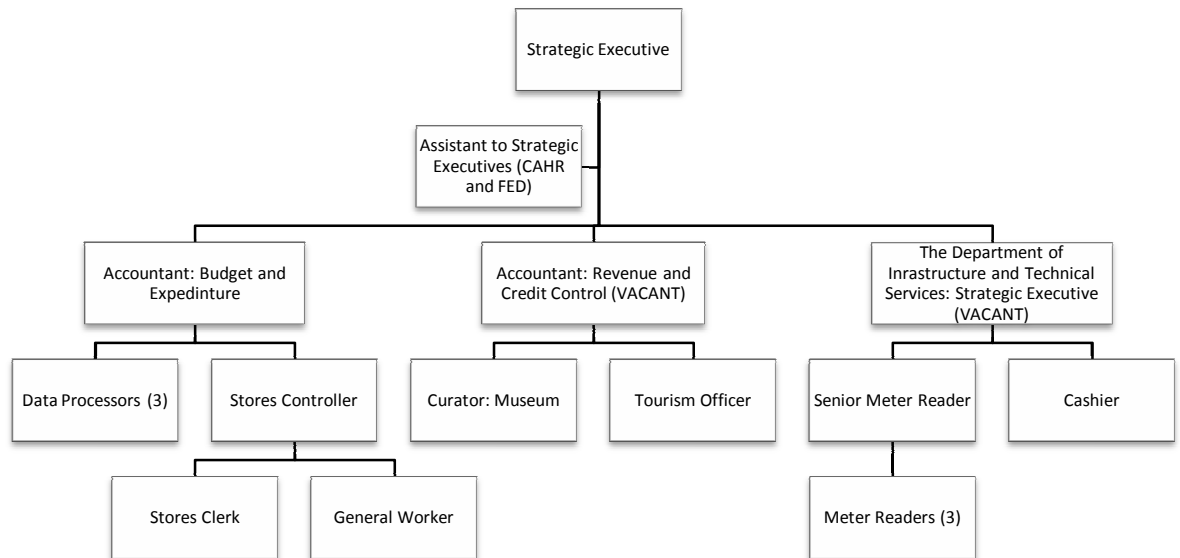 Strategic Executive
Assistant to Strategic
Executives (CAHR
and FED)
Accountant: Budget and
Expedinture
Accountant: Revenue and
Credit Control (VACANT)
The Department of
Inrastructure and Technical
Services: Strategic Executive
(VACANT)
Data Processors (3)
Stores Controller
Curator: Museum
Tourism Officer
Senior Meter Reader
Cashier
Stores Clerk
General Worker
Meter Readers (3)